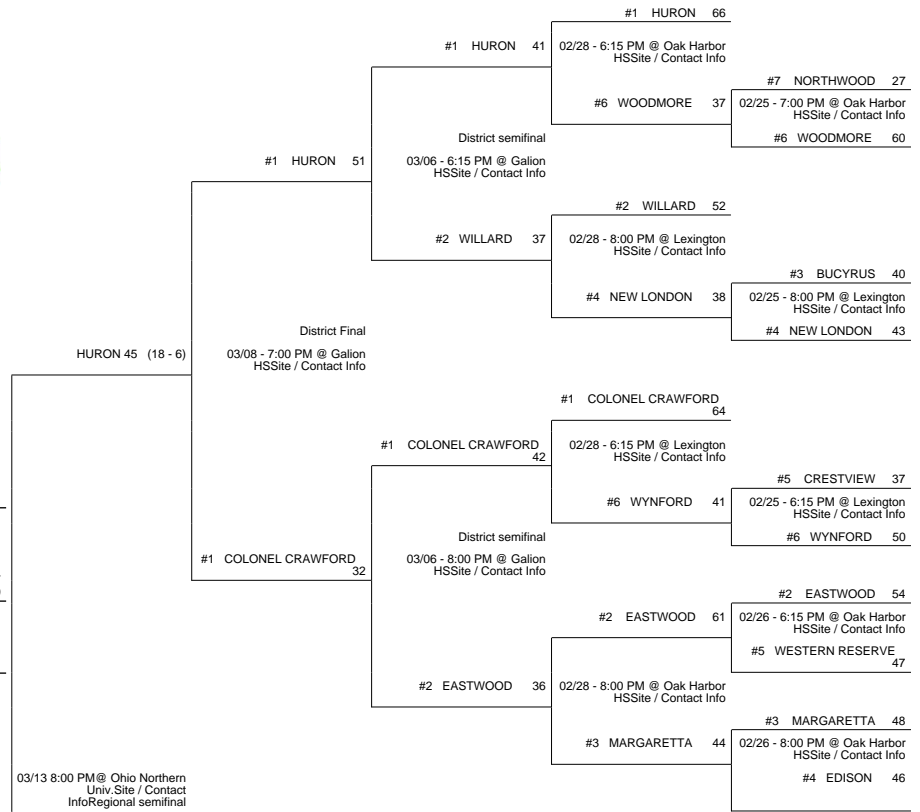 #1 HURON 66
#1 HURON 41
02/28 - 6:15 PM @ Oak Harbor
HSSite / Contact Info
#7 NORTHWOOD 27
#6 WOODMORE 37
02/25 - 7:00 PM @ Oak Harbor
HSSite / Contact Info
#6 WOODMORE 60
District semifinal
#1 HURON 51
03/06 - 6:15 PM @ Galion
HSSite / Contact Info
#2 WILLARD 52
#2 WILLARD 37
02/28 - 8:00 PM @ Lexington
HSSite / Contact Info
#3 BUCYRUS 40
#4 NEW LONDON 38
02/25 - 8:00 PM @ Lexington
HSSite / Contact Info
#4 NEW LONDON 43
District Final
HURON 45 (18 - 6)
03/08 - 7:00 PM @ Galion
HSSite / Contact Info
#1 COLONEL CRAWFORD
64
#1 COLONEL CRAWFORD
42
02/28 - 6:15 PM @ Lexington
HSSite / Contact Info
#5 CRESTVIEW 37
#6 WYNFORD 41
02/25 - 6:15 PM @ Lexington
HSSite / Contact Info
#6 WYNFORD 50
District semifinal
#1 COLONEL CRAWFORD
32
03/06 - 8:00 PM @ Galion
HSSite / Contact Info
#2 EASTWOOD 54
#2 EASTWOOD 61
02/26 - 6:15 PM @ Oak Harbor
HSSite / Contact Info
#5 WESTERN RESERVE
47
#2 EASTWOOD 36
02/28 - 8:00 PM @ Oak Harbor
HSSite / Contact Info
#3 MARGARETTA 48
#3 MARGARETTA 44
02/26 - 8:00 PM @ Oak Harbor
HSSite / Contact Info
#4 EDISON 46
03/13 8:00 PM@ Ohio Northern
Univ.Site / Contact
InfoRegional semifinal